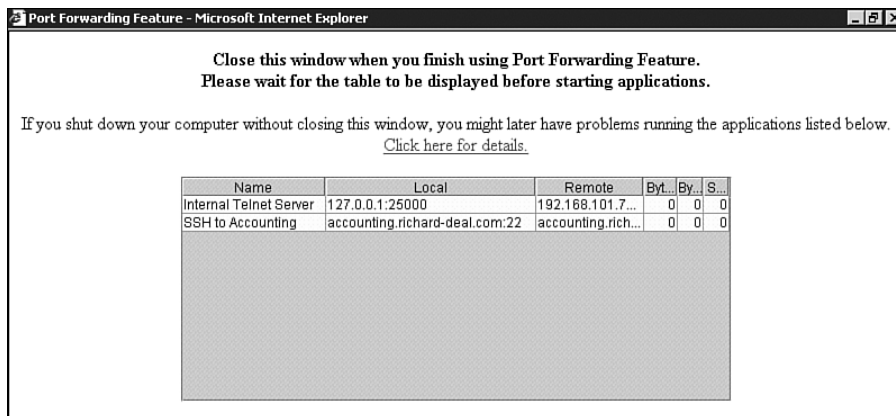 Port Forwarding Feature - Microsoft Internet Explorer
Close this window when you finish using Port Forwarding Feature.
Please wait for the table to be displayed before starting applications.
If you shut down your computer without closing this window, you might later have problems running the applications listed below.
Click here for details.
Name Local Remote Byt... By... S...
Internal Telnet Server 127.0.0.1:25000 192.168.101.7... 0 0 0
SSH to Accounting accounting.richard-deal.com:22 accounting.rich... 0 0 0